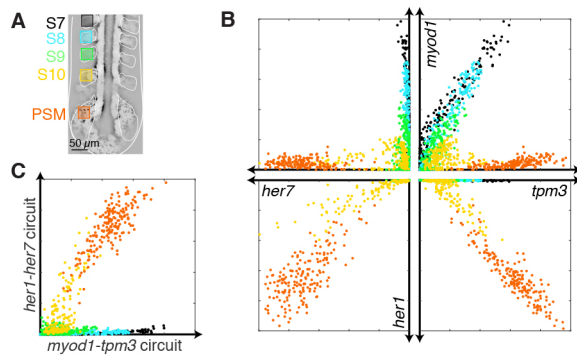 A
S7
S8
S9
S10
PSM
50 µm
B
myod1
her7
tpm3
her1
C
her1-her7 circuit
myod1-tpm3 circuit